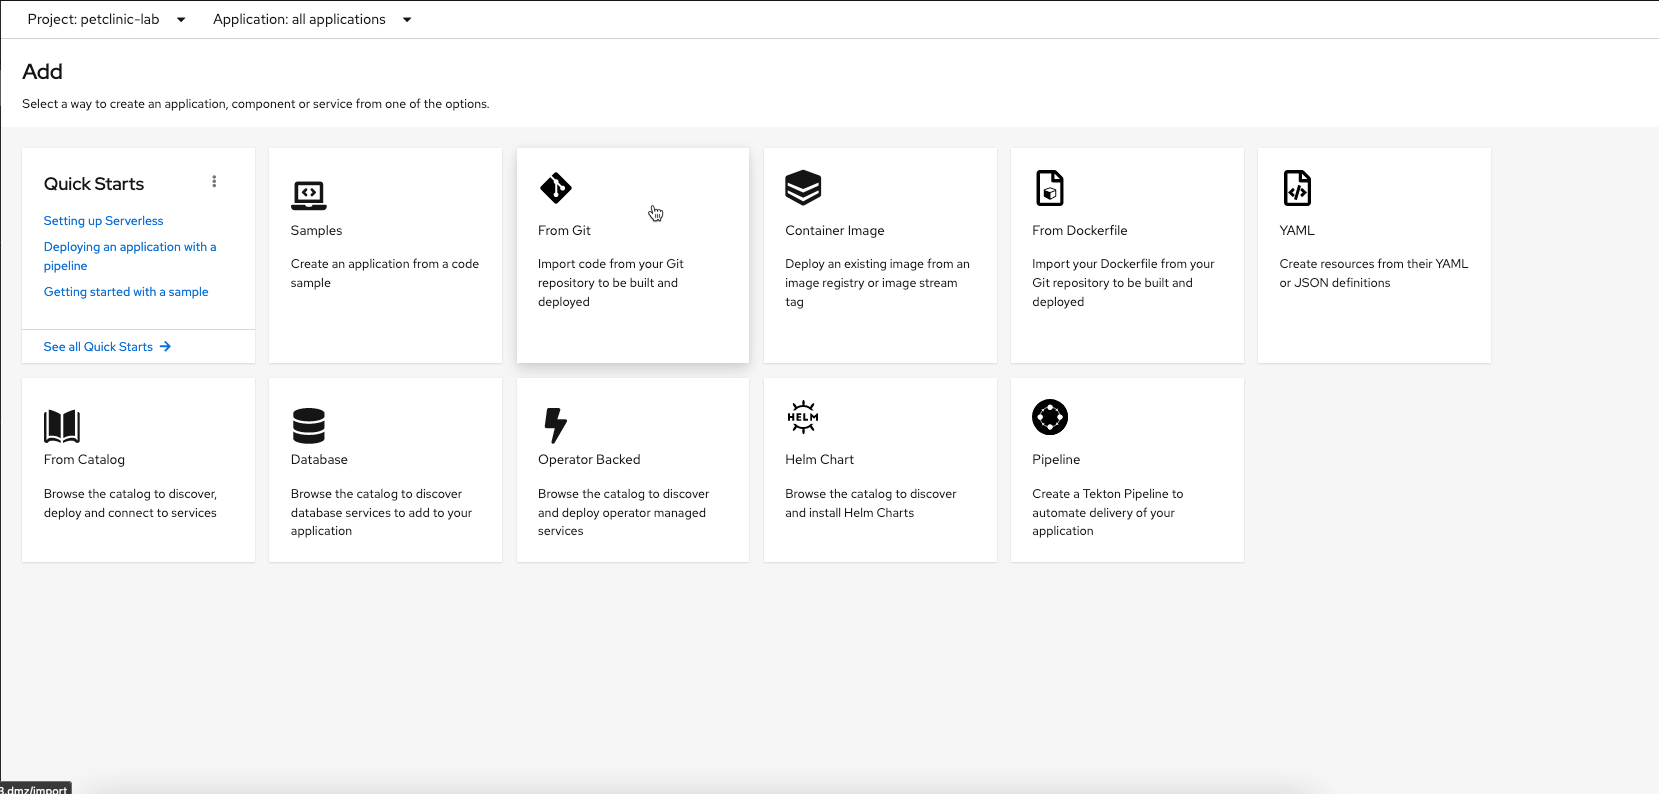 Project: petclinic-lab
Application: all applications
Add
Select a way to create an application, component or service from one of the options.
Quick Starts
Setting up Serverless
Deploying an application with a
pipeline
Getting started with a sample
See all Quick Starts
Samples
Create an application from a code
sample
From Git
Import code from your Git
repository to be built and
deployed
Container Image
Deploy an existing image from an
image registry or image stream
tag
From Dockerfile
Import your Dockerfile from your
Git repository to be built and
deployed
YAML
Create resources from their YAML
or JSON definitions
From Catalog
Browse the catalog to discover,
deploy and connect to services
Database
Browse the catalog to discover
database services to add to your
application
Operator Backed
Browse the catalog to discover
and deploy operator managed
services
HELM
Helm Chart
Browse the catalog to discover
and install Helm Charts
Pipeline
Create a Tekton Pipeline to
automate delivery of your
application
.dmz/import